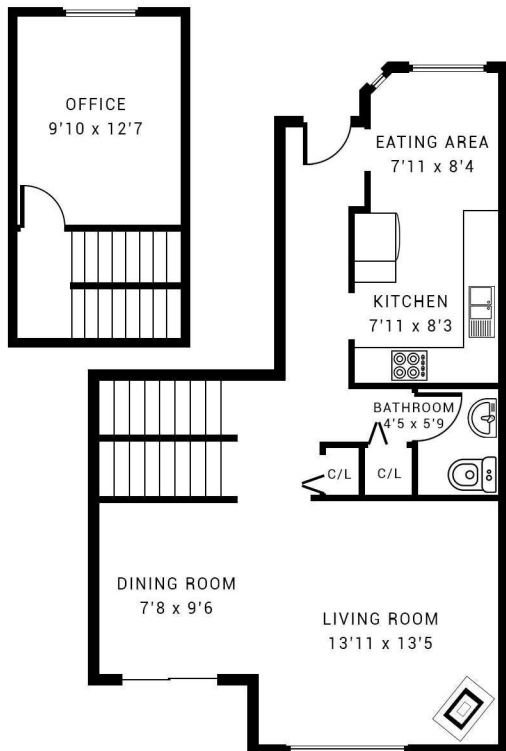 OFFICE
9'10 x 12'7
EATING AREA
7'11 x 8'4
KITCHEN
7'11 x 8'3
BATHROOM
4'5 x 5'9
C/L
C/L
DINING ROOM
7'8 x 9'6
LIVING ROOM
13'11 x 13'5